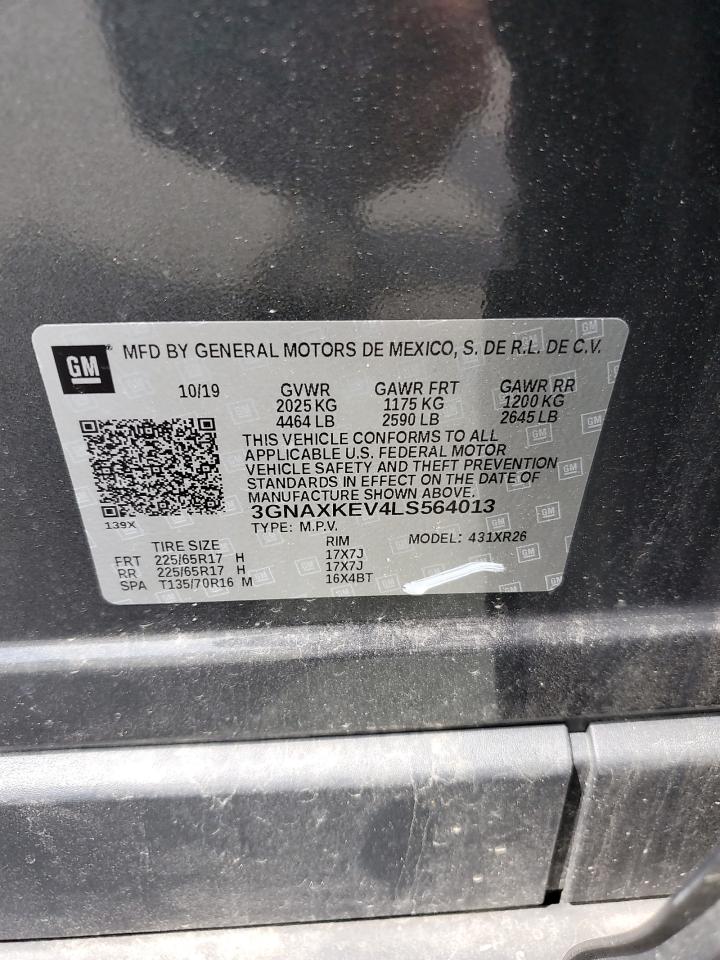 GM
MFD BY GENERAL MOTORS DE MEXICO, S. DE R.L. DE C.V.
10/19 GVWR GAWR FRT GAWR RR
2025 KG 1175 KG 1200 KG
4464 LB 2590 LB 2645 LB
THIS VEHICLE CONFORMS TO ALL
APPLICABLE U.S. FEDERAL MOTOR
VEHICLE SAFETY AND THEFT PREVENTION
STANDARDS IN EFFECT ON THE DATE OF
MANUFACTURE SHOWN ABOVE.
139X
3GNAXKEV4LS564013
TYPE: M.P.V.
TIRE SIZE RIM MODEL: 431XR26
FRT 225/65R17 H 17X7J
RR 225/65R17 H 17X7J
SPA T135/70R16 M 16X4BT